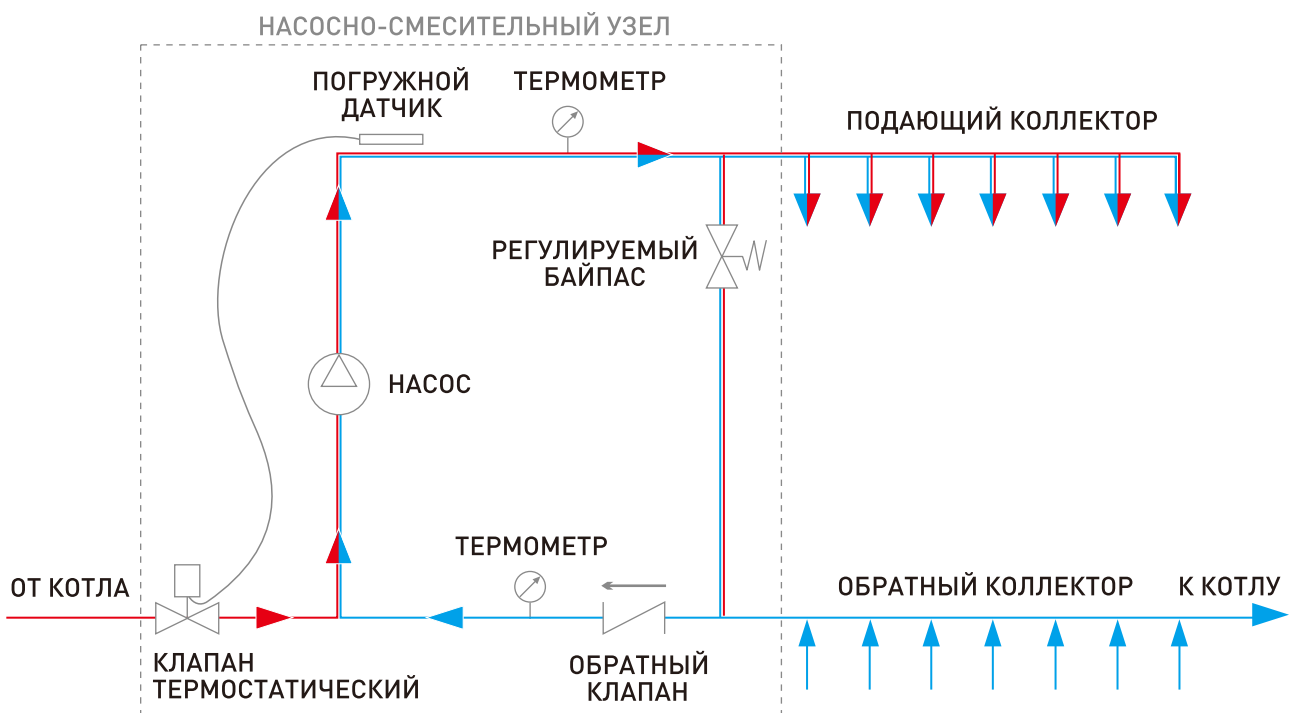 НАСОСНО-СМЕСИТЕЛЬНЫЙ УЗЕЛ
ПОГРУЖНОЙ
ДАТЧИК
ТЕРМОМЕТР
ПОДАЮЩИЙ КОЛЛЕКТОР
РЕГУЛИРУЕМЫЙ
БАЙПАС
НАСОС
ТЕРМОМЕТР
ОТ КОТЛА
ОБРАТНЫЙ КОЛЛЕКТОР
К КОТЛУ
КЛАПАН
ТЕРМОСТАТИЧЕСКИЙ
ОБРАТНЫЙ
КЛАПАН